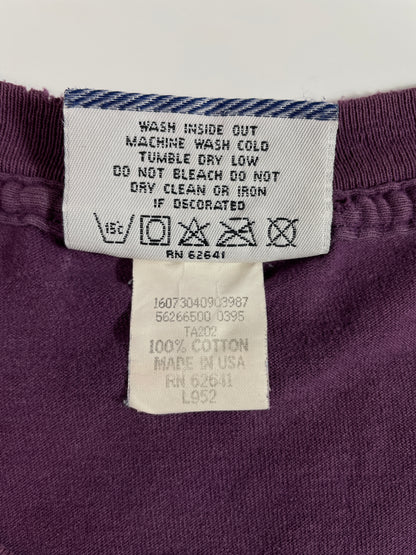 WASH INSIDE OUT
MACHINE WASH COLD
TUMBLE DRY LOW
DO NOT BLEACH DO NOT
DRY CLEAN OR IRON
IF DECORATED
15c
RN 62641
16073040903987
56266500 0395
TA202
100% COTTON
MADE IN USA
RN 62641
L952